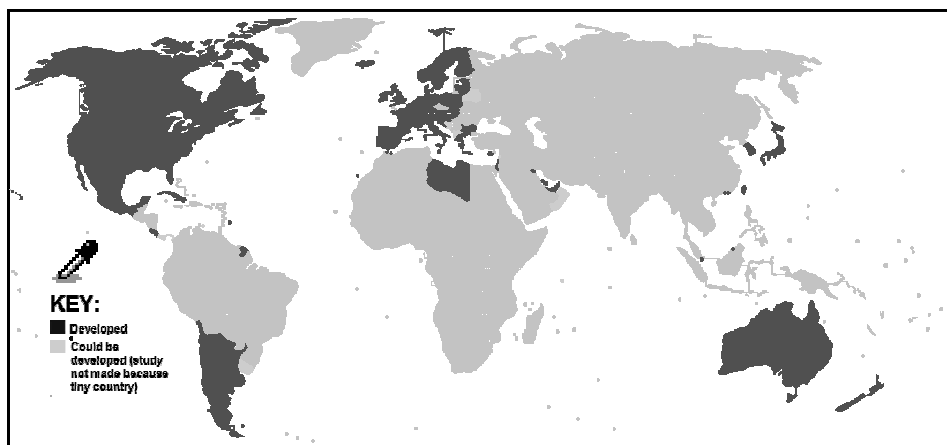 KEY:
Developed
Could be
developed (study
not made because
tiny country)